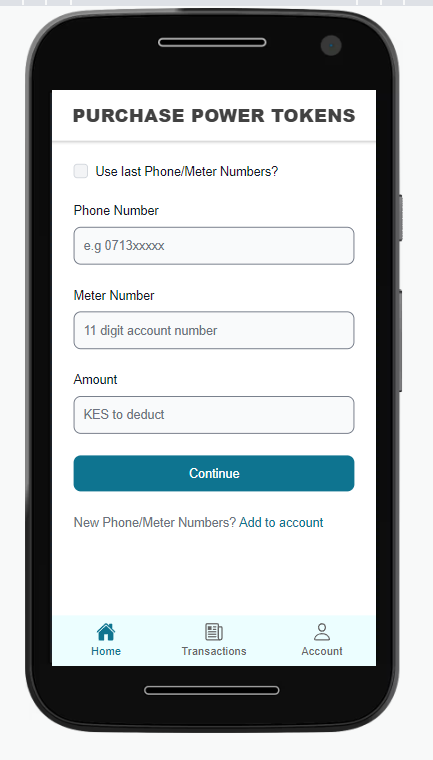 PURCHASE POWER TOKENS
Use last Phone/Meter Numbers?
Phone Number
e.g 0713xxxxx
Meter Number
11 digit account number
Amount
KES to deduct
Continue
New Phone/Meter Numbers? Add to account
Home Transactions Account